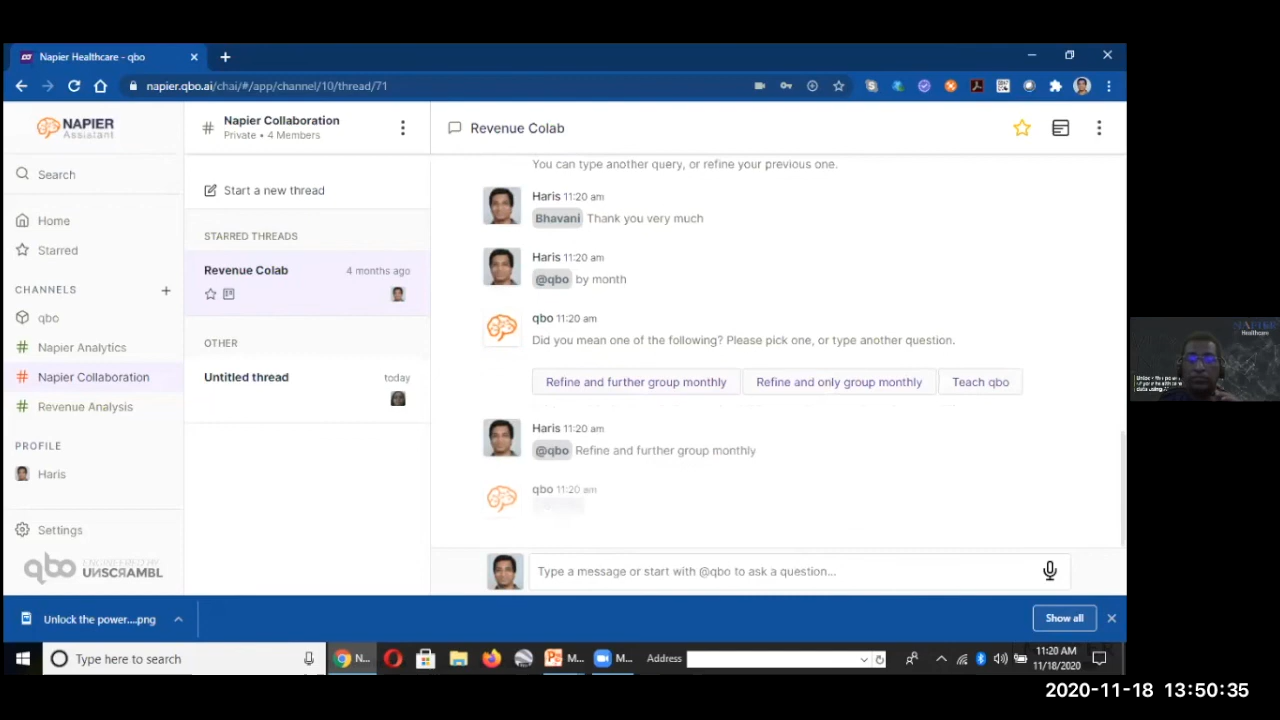 Napier Healthcare - qbo
napier.qbo.ai/chai/#/app/channel/10/thread/71
NAPIER
Assistant
Search
Home
Starred
CHANNELS
qbo
Napier Analytics
Napier Collaboration
Revenue Analysis
PROFILE
Haris
Settings
qbo ENGINEERED BY
UNSCRAMBL
Napier Collaboration
Private • 4 Members
Start a new thread
STARRED THREADS
Revenue Colab 4 months ago
OTHER
Untitled thread today
Revenue Colab
You can type another query, or refine your previous one.
Haris 11:20 am
Bhavani Thank you very much
Haris 11:20 am
@qbo by month
qbo 11:20 am
Did you mean one of the following? Please pick one, or type another question.
Refine and further group monthly Refine and only group monthly Teach qbo
Haris 11:20 am
@qbo Refine and further group monthly
qbo 11:20 am
Type a message or start with @qbo to ask a question...
NAPIER
Healthcare
Unlock the power....png
Show all
Type here to search
N...
M...
M...
Address
11:20 AM
11/18/2020
2020-11-18 13:50:35